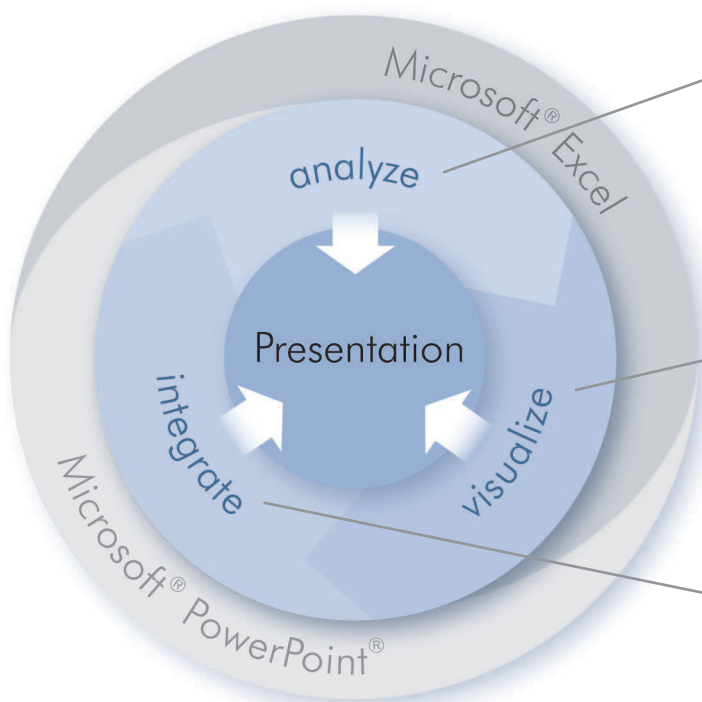 Microsoft® Excel
analyze
Presentation
integrate
visualize
Microsoft® PowerPoint®